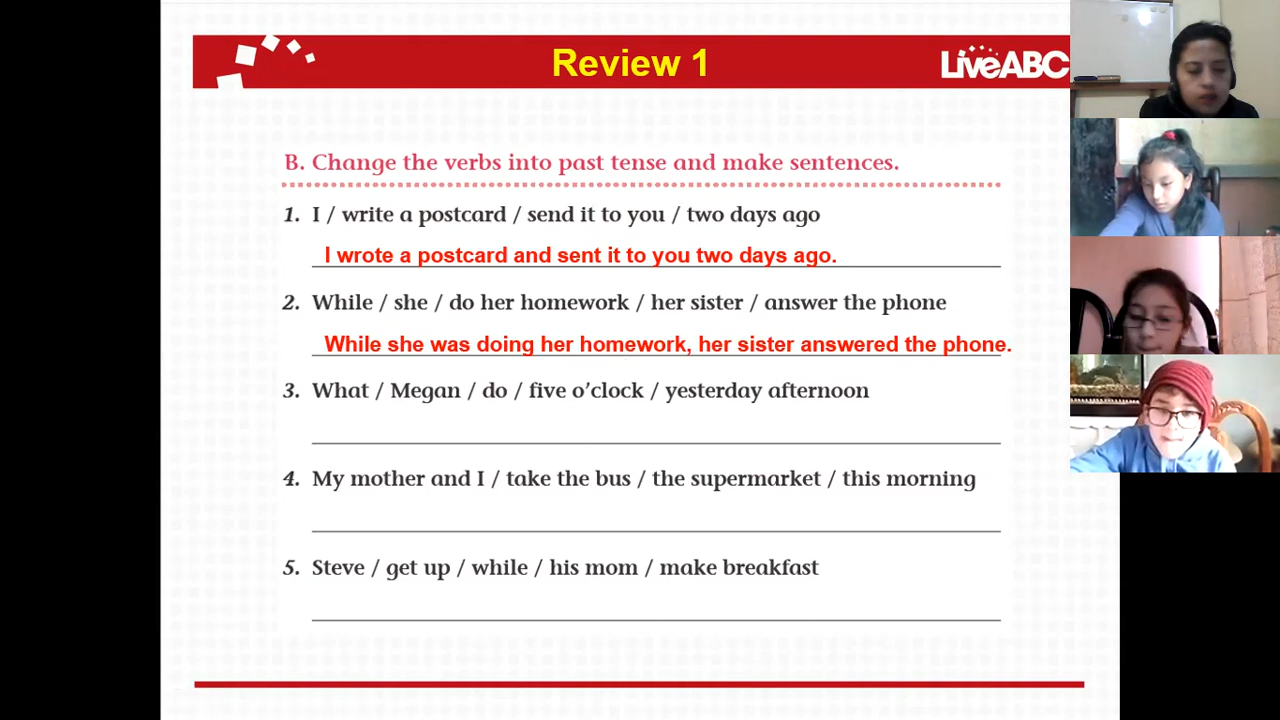 Review 1
LiveABC
B. Change the verbs into past tense and make sentences.
1. I / write a postcard / send it to you / two days ago
I wrote a postcard and sent it to you two days ago.
2. While / she / do her homework / her sister / answer the phone
While she was doing her homework, her sister answered the phone.
3. What / Megan / do / five o’clock / yesterday afternoon
4. My mother and I / take the bus / the supermarket / this morning
5. Steve / get up / while / his mom / make breakfast